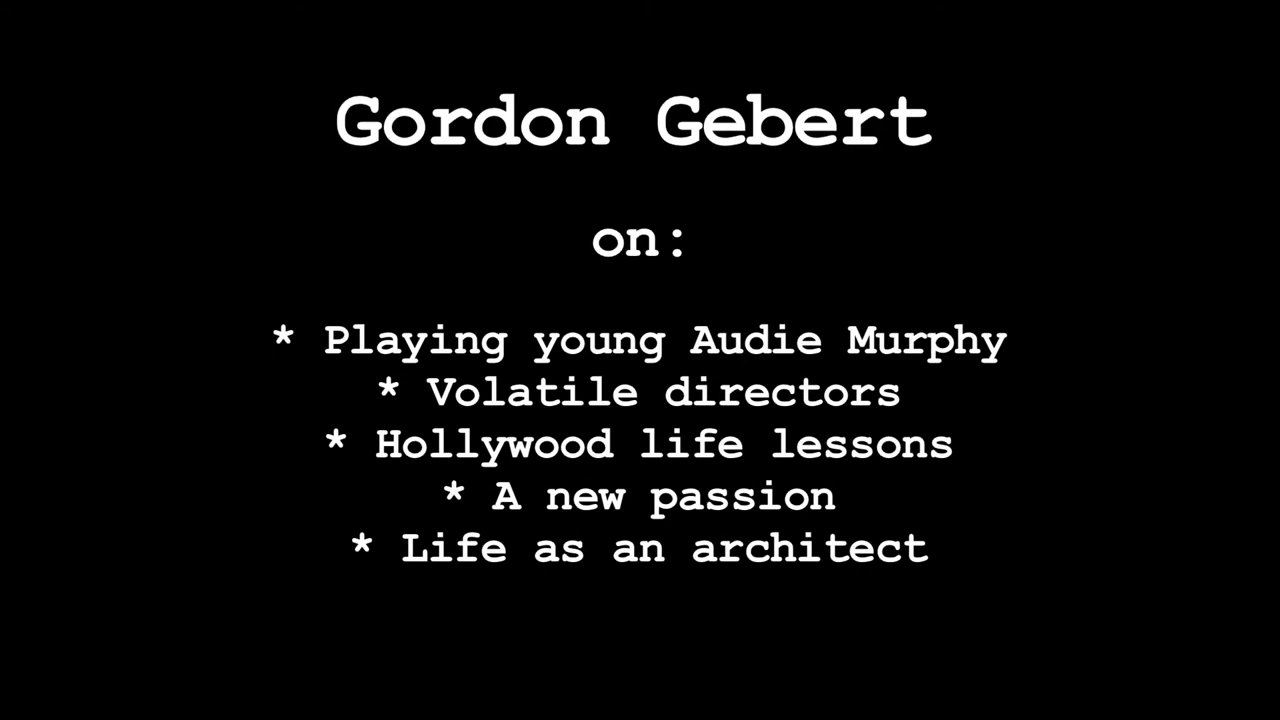 Gordon Gebert
on:
* Playing young Audie Murphy
* Volatile directors
* Hollywood life lessons
* A new passion
* Life as an architect